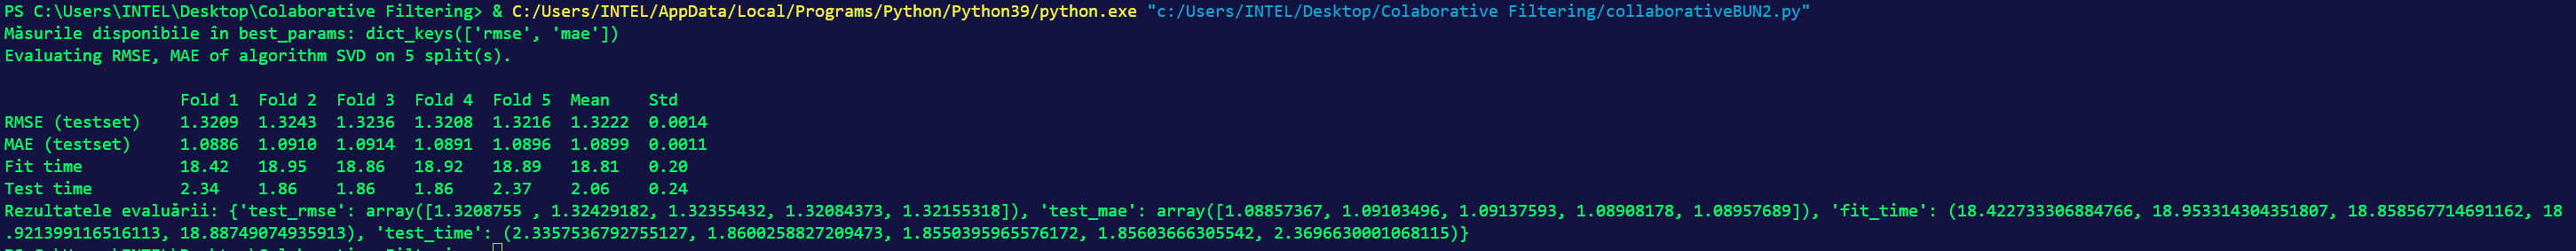 PS C:\Users\INTEL\Desktop\Colaborative Filtering> & C:/Users/INTEL/AppData/Local/Programs/Python/Python39/python.exe "c:/Users/INTEL/Desktop/Colaborative Filtering/collaborativeBUN2.py"
Măsurile disponibile în best_params: dict_keys(['rmse', 'mae'])
Evaluating RMSE, MAE of algorithm SVD on 5 split(s).
Fold 1 Fold 2 Fold 3 Fold 4 Fold 5 Mean Std
RMSE (testset) 1.3209 1.3243 1.3236 1.3208 1.3216 1.3222 0.0014
MAE (testset) 1.0886 1.0910 1.0914 1.0891 1.0896 1.0899 0.0011
Fit time 18.42 18.95 18.86 18.92 18.89 18.81 0.20
Test time 2.34 1.86 1.86 1.86 2.37 2.06 0.24
Rezultatele evaluării: {'test_rmse': array([1.3208755 , 1.32429182, 1.32355432, 1.32084373, 1.32155318]), 'test_mae': array([1.08857367, 1.09103496, 1.09137593, 1.08908178, 1.08957689]), 'fit_time': (18.422733306884766, 18.953314304351807, 18.858567714691162, 18
.921399116516113, 18.88749074935913), 'test_time': (2.3357536792755127, 1.8600258827209473, 1.8550395965576172, 1.85603666305542, 2.3696630001068115)}
PS C:\Users\INTEL\Desktop\Colaborative Filtering>